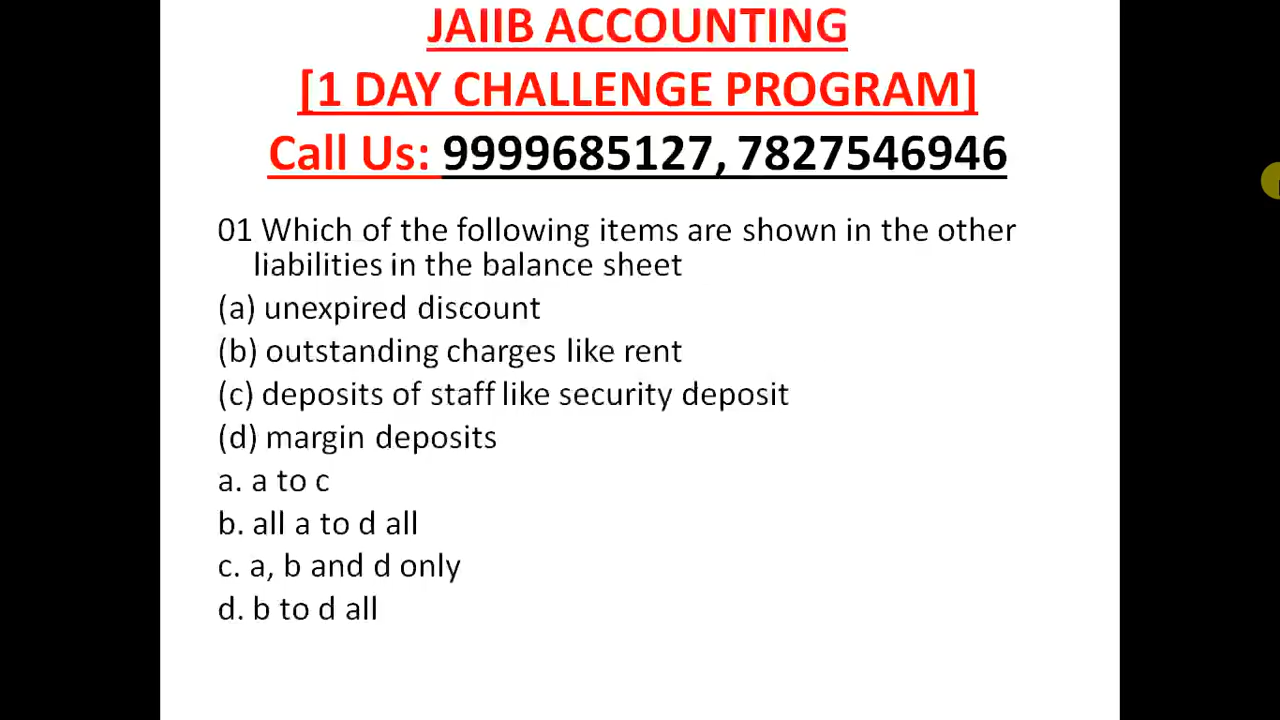 JAIIB ACCOUNTING
[1 DAY CHALLENGE PROGRAM]
Call Us: 9999685127, 7827546946
01 Which of the following items are shown in the other
liabilities in the balance sheet
(a) unexpired discount
(b) outstanding charges like rent
(c) deposits of staff like security deposit
(d) margin deposits
a. a to c
b. all a to d all
c. a, b and d only
d. b to d all